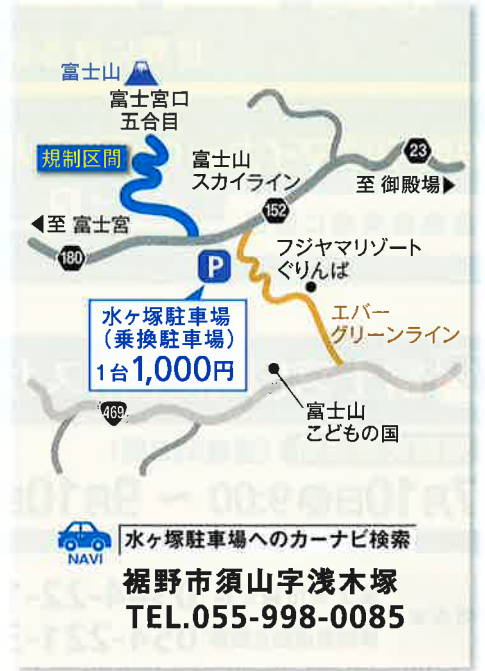 富士山
富士宮口
五合目
規制区間
富士山
スカイライン
23
至 御殿場▶
152
◀至 富士宮
180
P
フジヤマリゾート
ぐりんぱ
水ヶ塚駐車場
(乗換駐車場)
1台1,000円
エバー
グリーンライン
469
富士山
こどもの国
NAVI
水ヶ塚駐車場へのカーナビ検索
裾野市須山字浅木塚
TEL.055-998-0085